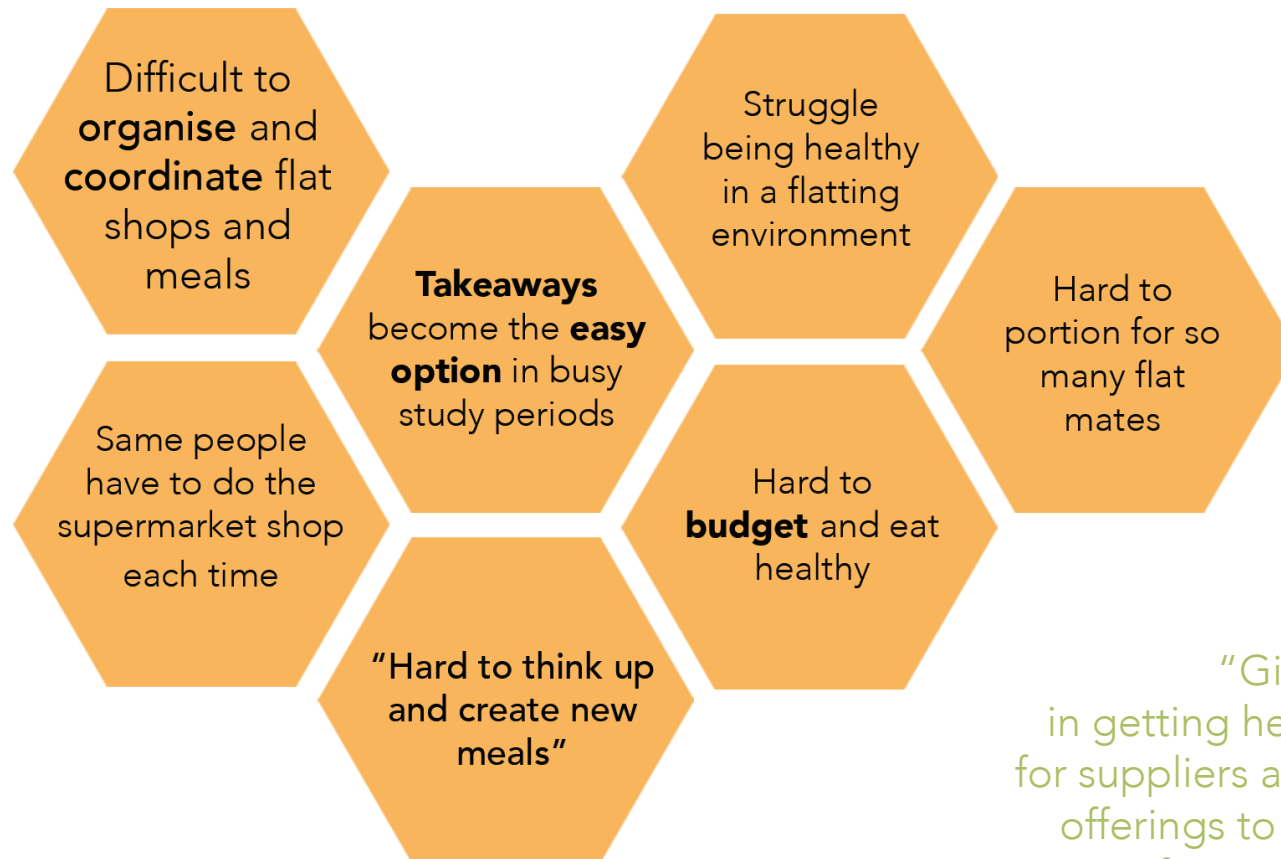 Difficult to
organise and
coordinate flat
shops and
meals
Struggle
being healthy
in a flatting
environment
Takeaways
become the easy
option in busy
study periods
Hard to
portion for so
many flat
mates
Same people
have to do the
supermarket shop
each time
Hard to
budget and eat
healthy
“Hard to think up
and create new
meals”
in getting
for suppliers
offerings to